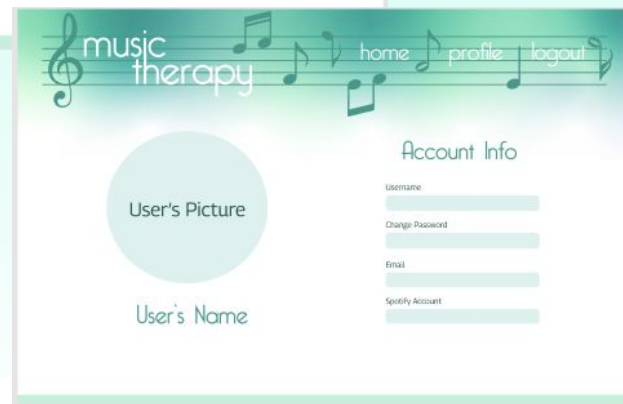 music
therapy
home profile logout
User's Picture
User's Name
Account Info
Username
Change Password
Email
Spotify Account